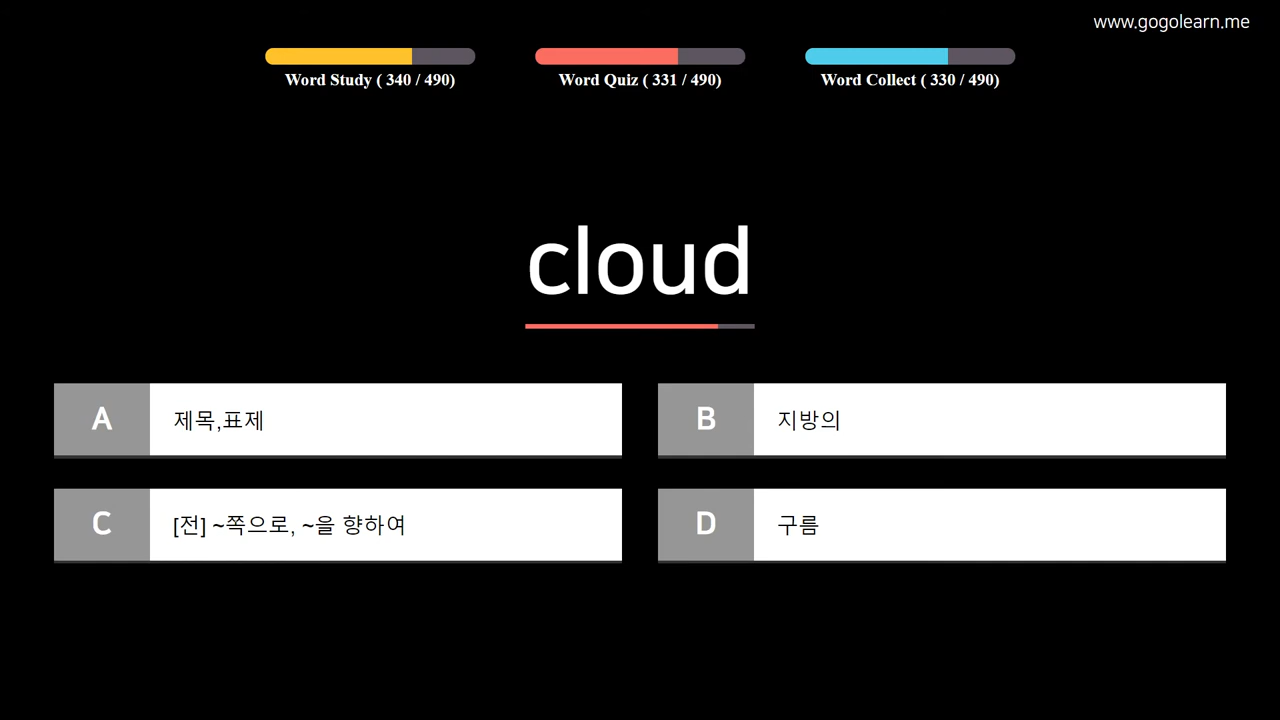 www.gogolearn.me
Word Study ( 340 / 490)
Word Quiz ( 331 / 490)
Word Collect ( 330 / 490)
cloud
A 제목,표제
B 지방의
C [전] ~쪽으로, ~을 향하여
D 구름